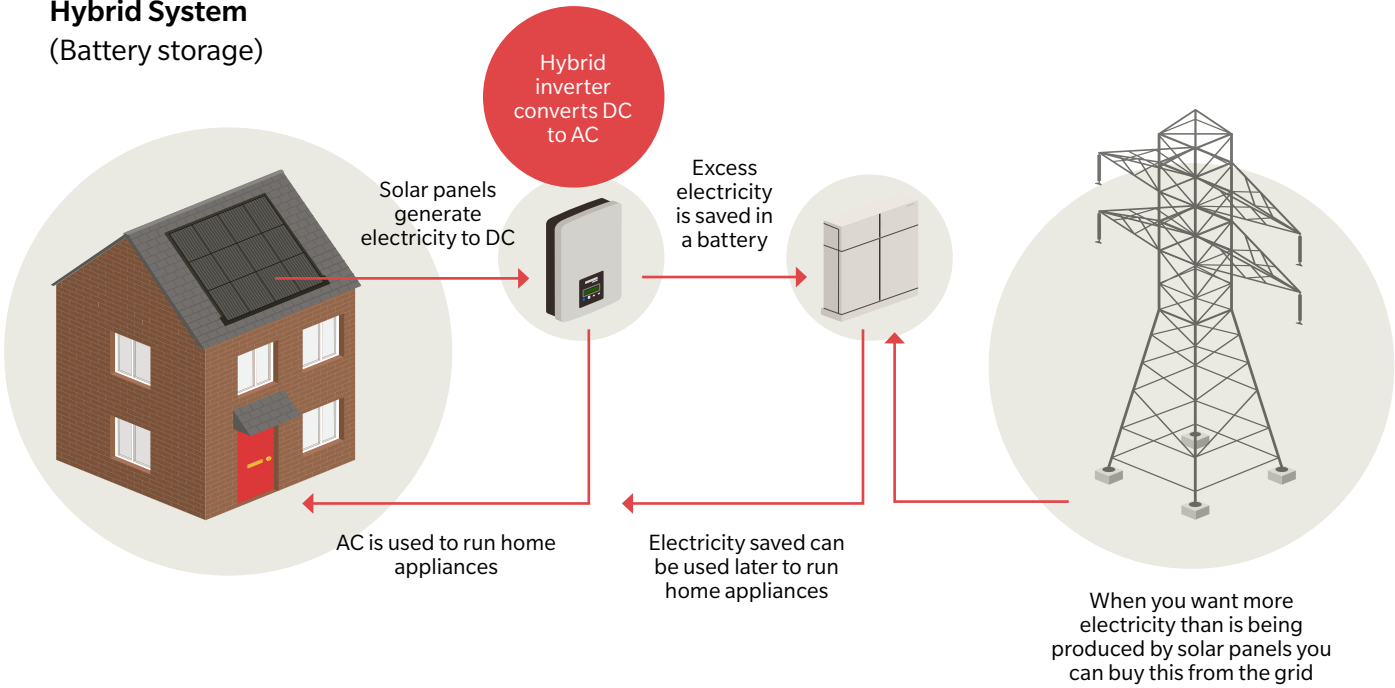 Hybrid System
(Battery storage)
Hybrid
inverter
converts DC
to AC
Solar panels
generate
electricity to DC
Excess
electricity
is saved in
a battery
AC is used to run home
appliances
Electricity saved can
be used later to run
home appliances
When you want more
electricity than is being
produced by solar panels you
can buy this from the grid